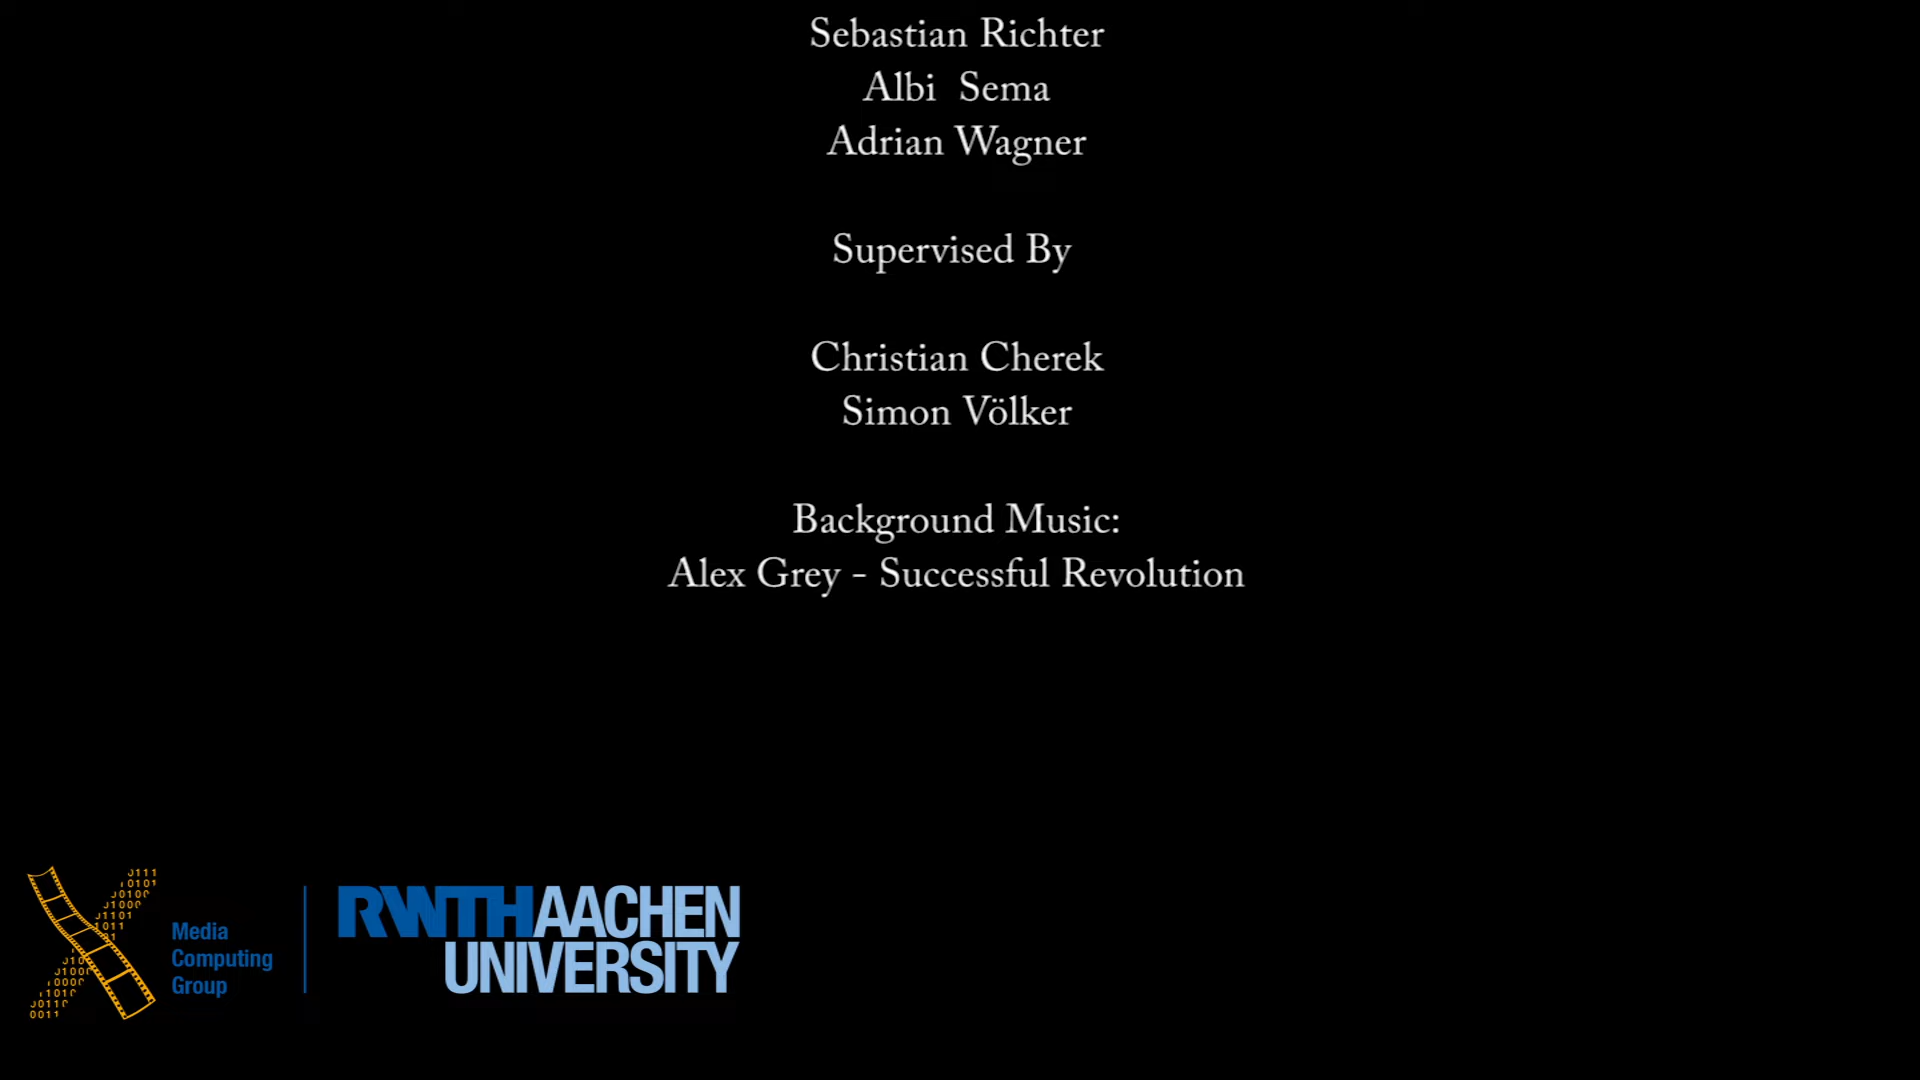 Sebastian Richter
Albi  Sema
Adrian Wagner
Supervised By
Christian Cherek
Simon Völker
Background Music:
Alex Grey - Successful Revolution
Media
Computing
Group
RWTHAACHEN
UNIVERSITY